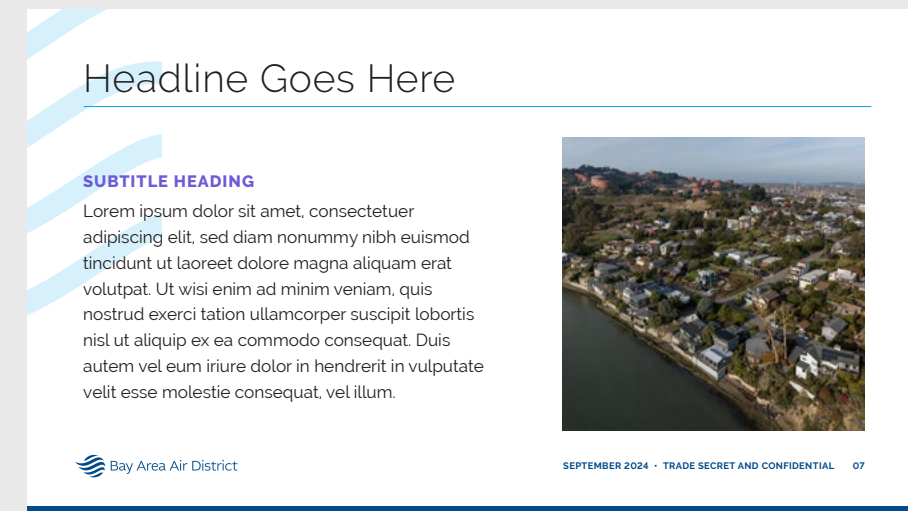 Headline Goes Here
SUBTITLE HEADING
Lorem ipsum dolor sit amet, consectetuer
adipiscing elit, sed diam nonummy nibh euismod
tincidunt ut laoreet dolore magna aliquam erat
volutpat. Ut wisi enim ad minim veniam, quis
nostrud exerci tation ullamcorper suscipit lobortis
nisl ut aliquip ex ea commodo consequat. Duis
autem vel eum iriure dolor in hendrerit in vulputate
velit esse molestie consequat, vel illum.
Bay Area Air District
SEPTEMBER 2024 • TRADE SECRET AND CONFIDENTIAL 07